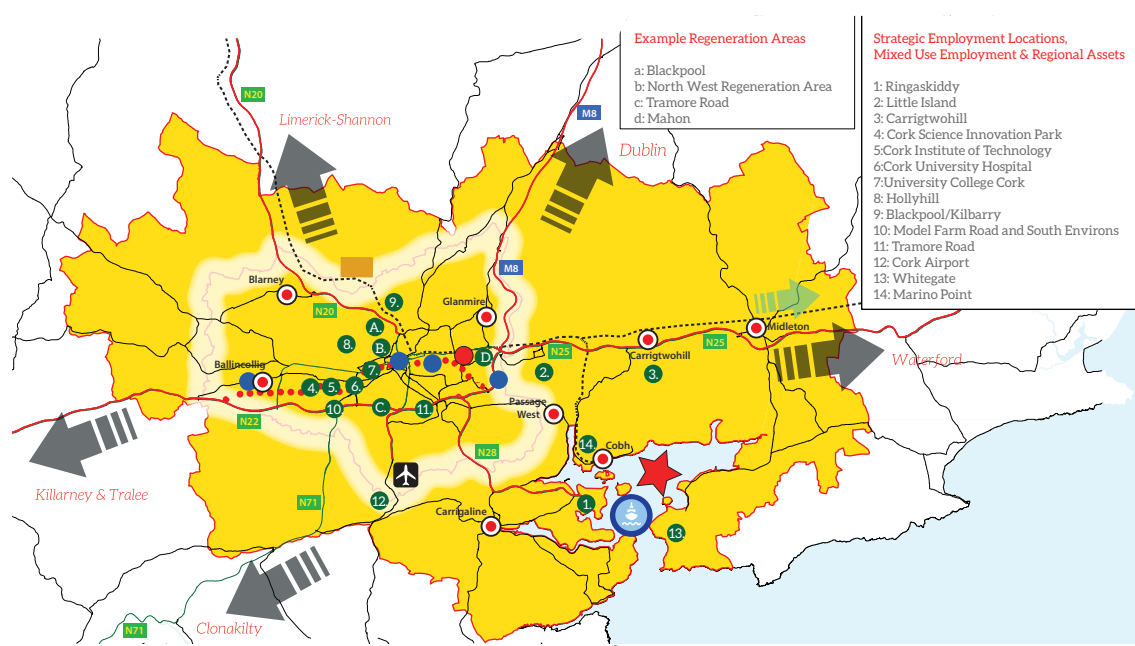 Example Regeneration Areas
a: Blackpool
b: North West Regeneration Area
c: Tramore Road
d: Mahon
Strategic Employment Locations,
Mixed Use Employment & Regional Assets
1: Ringaskiddy
2: Little Island
3: Carrigtwohill
4: Cork Science Innovation Park
5:Cork Institute of Technology
6:Cork University Hospital
7:University College Cork
8: Hollyhill
9: Blackpool/Kilbarry
10: Model Farm Road and South Environs
11: Tramore Road
12: Cork Airport
13: Whitegate
14: Marino Point
N20
Limerick-Shannon
M8
Dublin
M8
Blarney
N20
9.
Glanmire
A.
B.
8.
7.
D
N25
Carrigtwohill
N25
Midleton
Waterford
Ballincollig
4.
5.
6.
2.
3.
10.
C.
11.
Passage
West
N22
N28
14.
Cobh
Killarney & Tralee
N71
12.
Carrigaline
1.
13.
Clonakilty
N71